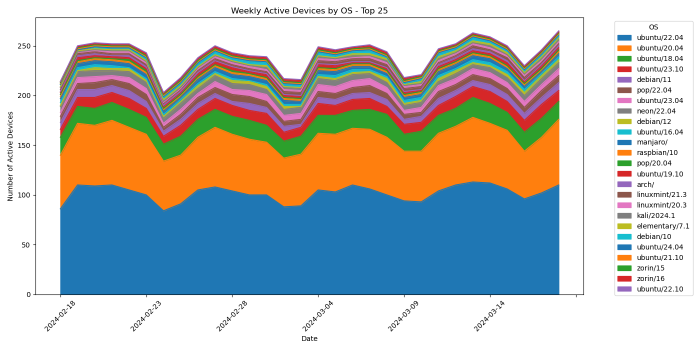 Weekly Active Devices by OS - Top 25
OS
ubuntu/22.04
ubuntu/20.04
ubuntu/18.04
ubuntu/23.10
debian/11
pop/22.04
ubuntu/23.04
neon/22.04
debian/12
ubuntu/16.04
manjaro/
raspbian/10
pop/20.04
ubuntu/19.10
arch/
linuxmint/21.3
linuxmint/20.3
kali/2024.1
elementary/7.1
debian/10
ubuntu/24.04
ubuntu/21.10
zorin/15
zorin/16
ubuntu/22.10
Number of Active Devices
250
200
150
100
50
0
2024-02-18
2024-02-23
2024-02-28
2024-03-04
2024-03-09
2024-03-14
Date